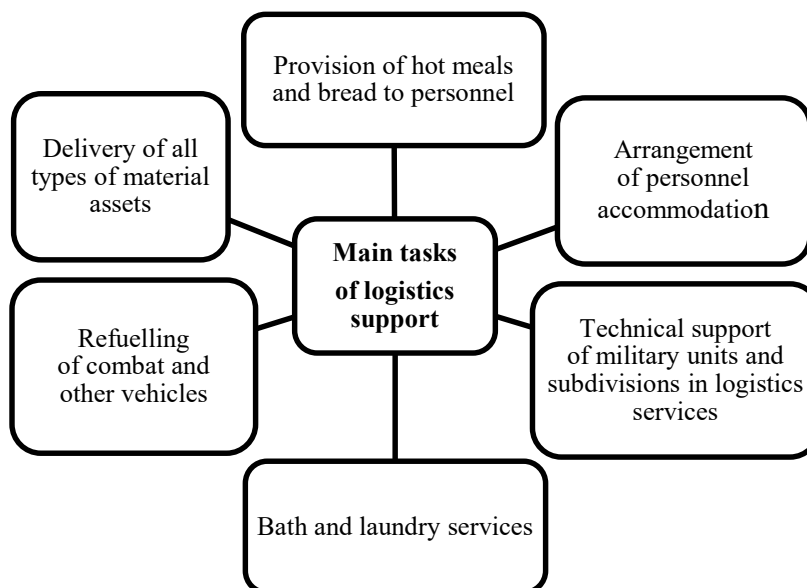 Provision of hot meals
and bread to personnel
Delivery of all
types of material
assets
Arrangement
of personnel
accommodation
Main tasks
of logistics
support
Refuelling
of combat and
other vehicles
Technical support
of military units and
subdivisions in logistics
services
Bath and laundry services